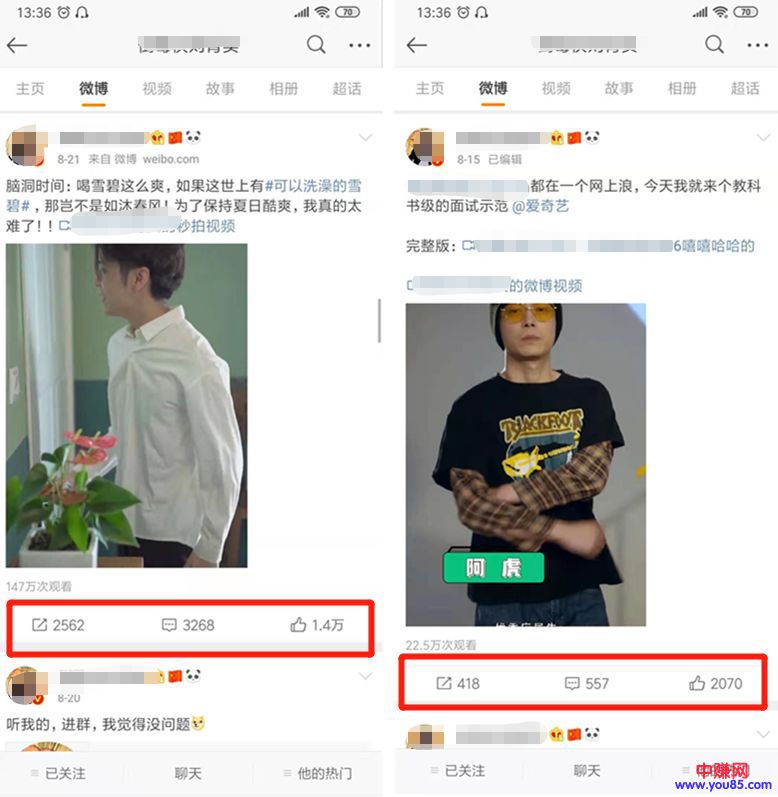 13:36
70
主页 微博 视频 故事 相册 超话
8-21 来自 微博 weibo.com
脑洞时间:喝雪碧这么爽,如果这世上有#可以洗澡的雪
碧#,那岂不是如沐春风!为了保持夏日酷爽,我真的太
难了!!
的秒拍视频
147万次观看
2562 3268 1.4万
8-20
听我的,进群,我觉得没问题
已关注 聊天 他的热门
13:36
70
主页 微博 视频 故事 相册 超话
8-15 已编辑
都在一个网上浪,今天我就来个教科
书级的面试示范 @爱奇艺
完整版:
6嘻嘻哈哈的
的微博视频
BLACKFOOT
阿虎
22.5万次观看
418 557 2070
已关注 聊天
中赚网
www.you85.com